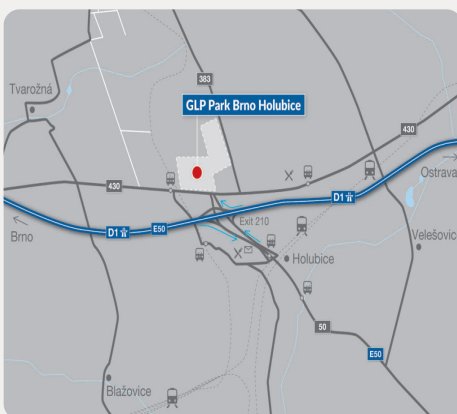 383
Tvarožná
GLP Park Brno Holubice
430
430
Ostrava
D1
Exit 210
E50
Brno
D1
Velešovice
Holubice
50
E50
Blažovice